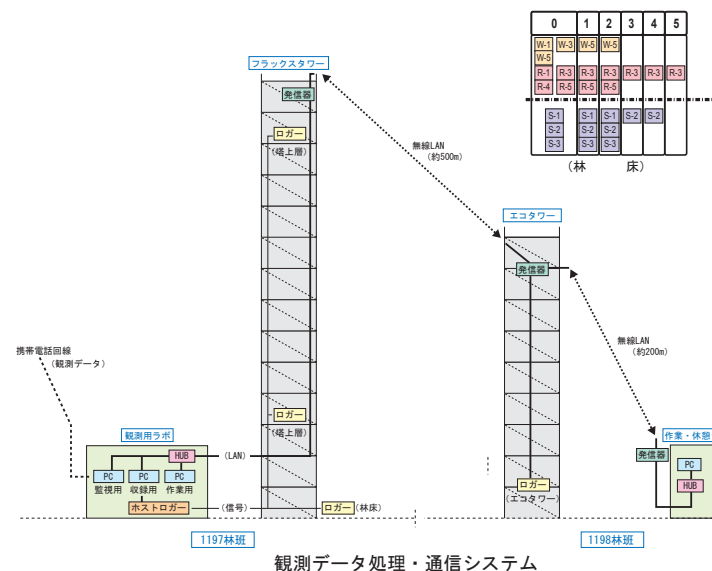 0 1 2 3 4 5
W-1 W-3 W-5 W-5
W-5
R-1 R-3 R-3 R-3 R-3 R-3 R-3
R-4 R-5 R-5 R-5
S-1 S-1 S-1 S-2 S-2
S-2 S-2 S-2
S-3 S-3 S-3
(林 床)
フラックスタワー
発信器
ロガー
(塔上層)
無線LAN
(約500m)
エコタワー
発信器
無線LAN
(約200m)
携帯電話回線
(観測データ)
ロガー
(塔上層)
観測用ラボ
HUB
(LAN)
PC PC PC
監視用 収録用 作業用
ホストロガー
(信号)
ロガー
(林床)
ロガー
(エコタワー)
作業・休憩
発信器
PC
HUB
1197林班
1198林班
観測データ処理・通信システム